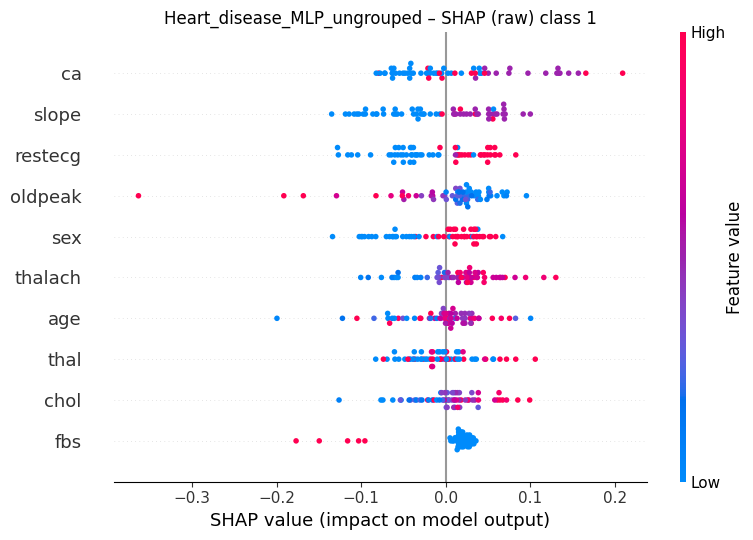 Heart_disease_MLP_ungrouped – SHAP (raw) class 1
High
ca
slope
restecg
oldpeak
sex
thalach
age
thal
chol
fbs
Feature value
Low
−0.3 −0.2 −0.1 0.0 0.1 0.2
SHAP value (impact on model output)